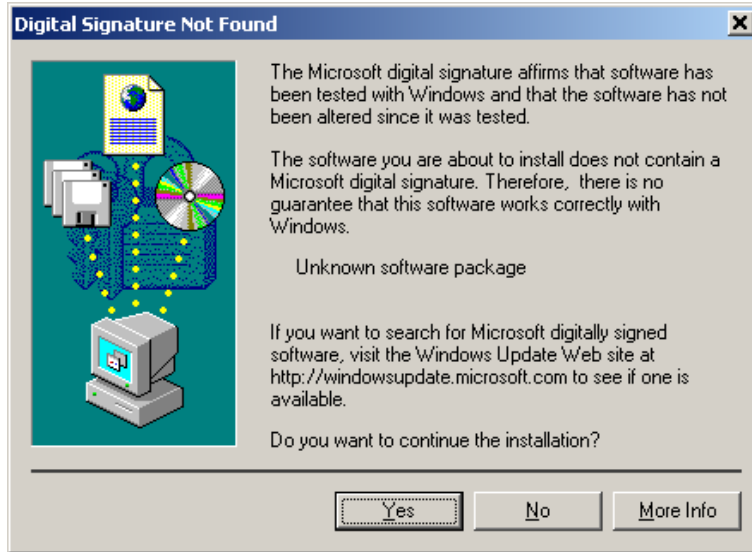 Digital Signature Not Found
The Microsoft digital signature affirms that software has
been tested with Windows and that the software has not
been altered since it was tested.
The software you are about to install does not contain a
Microsoft digital signature. Therefore,  there is no
guarantee that this software works correctly with
Windows.
Unknown software package
If you want to search for Microsoft digitally signed
software, visit the Windows Update Web site at
http://windowsupdate.microsoft.com to see if one is
available.
Do you want to continue the installation?
Yes
No
More Info